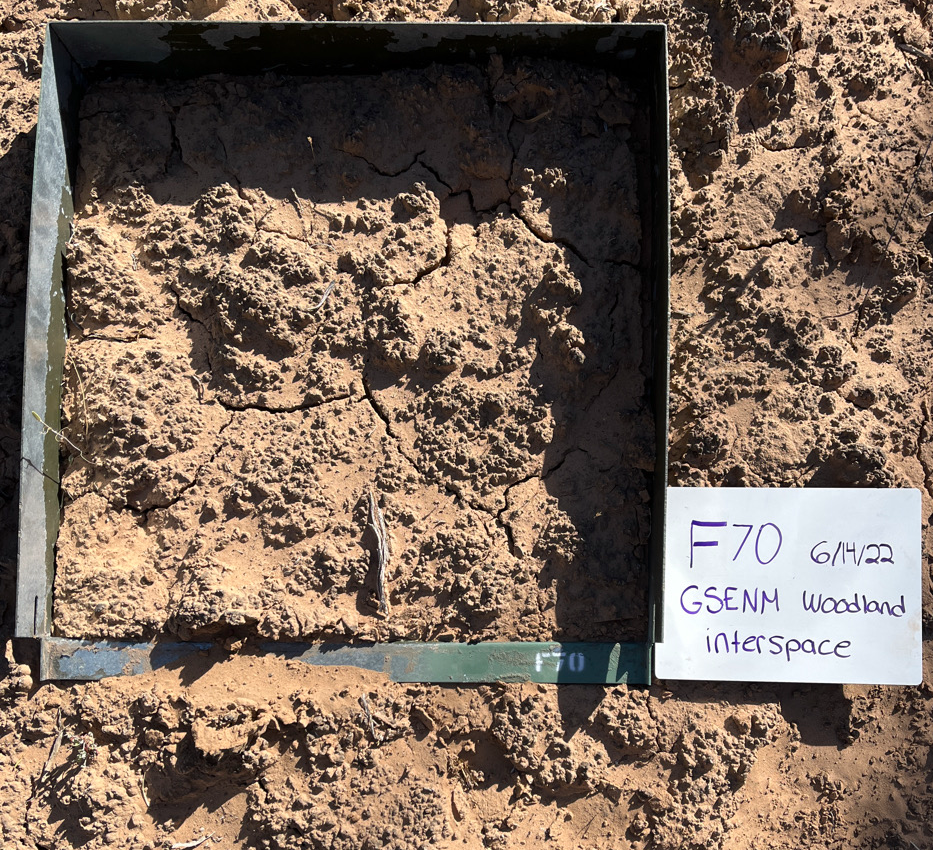 F70 6/14/22
GSENM Woodland
interspace
F70